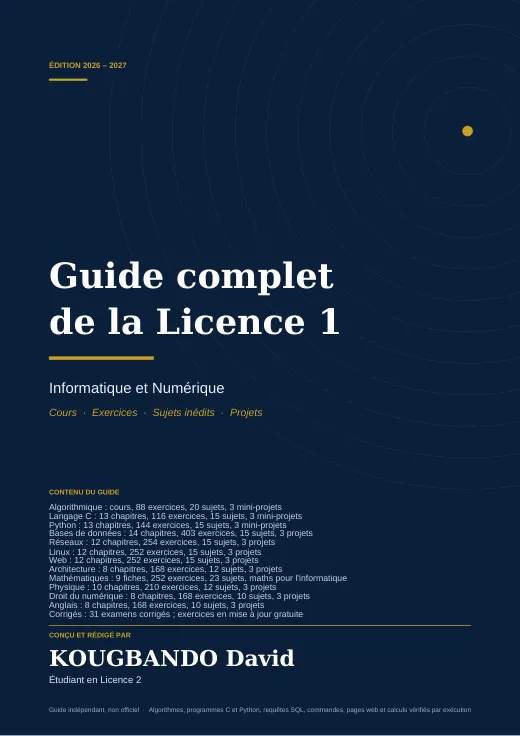 ÉDITION 2026 – 2027
Guide complet
de la Licence 1
Informatique et Numérique
Cours · Exercices · Sujets inédits · Projets
CONTENU DU GUIDE
Algorithmique : cours, 88 exercices, 20 sujets, 3 mini-projets
Langage C : 13 chapitres, 116 exercices, 15 sujets, 3 mini-projets
Python : 13 chapitres, 144 exercices, 15 sujets, 3 mini-projets
Bases de données : 14 chapitres, 403 exercices, 15 sujets, 3 projets
Réseaux : 12 chapitres, 254 exercices, 15 sujets, 3 projets
Linux : 12 chapitres, 252 exercices, 15 sujets, 3 projets
Web : 12 chapitres, 252 exercices, 15 sujets, 3 projets
Architecture : 8 chapitres, 168 exercices, 12 sujets, 3 projets
Mathématiques : 9 fiches, 252 exercices, 23 sujets, maths pour l'informatique
Physique : 10 chapitres, 210 exercices, 12 sujets, 3 projets
Droit du numérique : 8 chapitres, 168 exercices, 10 sujets, 3 projets
Anglais : 8 chapitres, 168 exercices, 10 sujets, 3 projets
Corrigés : 31 examens corrigés ; exercices en mise à jour gratuite
CONÇU ET RÉDIGÉ PAR
KOUGBANDO David
Étudiant en Licence 2
Guide indépendant, non officiel · Algorithmes, programmes C et Python, requêtes SQL, commandes, pages web et calculs vérifiés par exécution